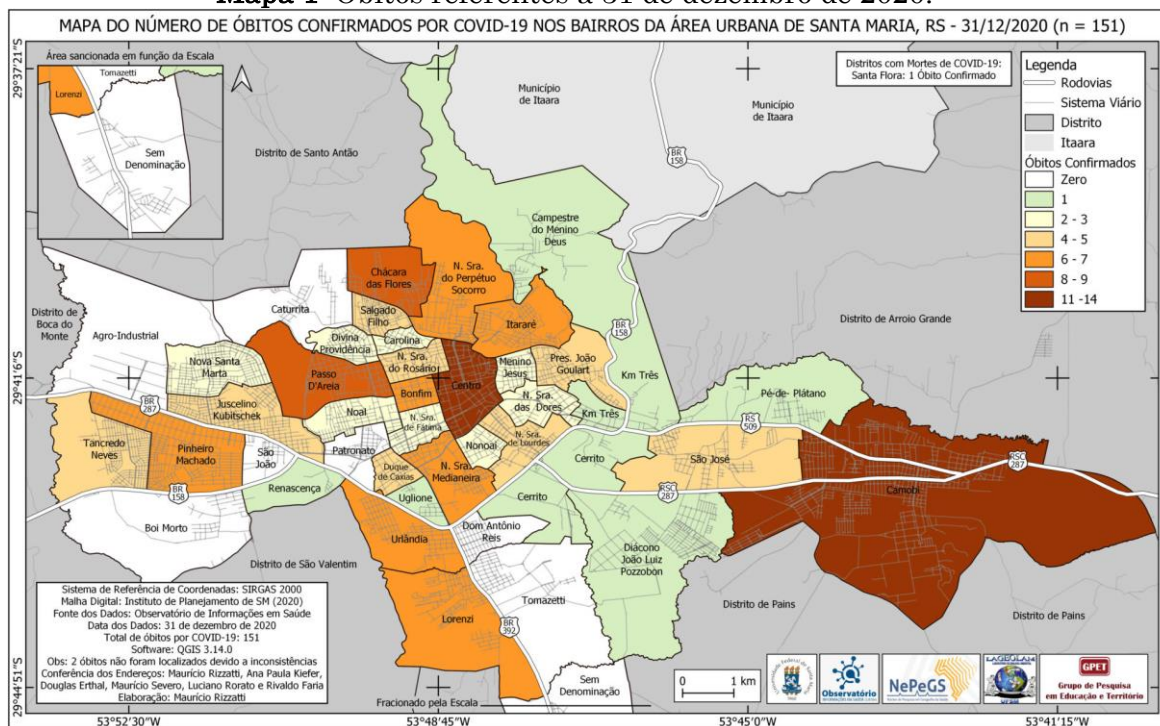 Mapa 1- Óbitos referentes a 31 de dezembro de 2020.
MAPA DO NÚMERO DE ÓBITOS CONFIRMADOS POR COVID-19 NOS BAIRROS DA ÁREA URBANA DE SANTA MARIA, RS - 31/12/2020 (n = 151)
29°37'21"S
29°41'6"S
29°44'51"S
Área sancionada em função da Escala
Tomazetti
Lorenzi
Sem
Denominação
Distritos com Mortes de COVID-19:
Santa Flora: 1 Óbito Confirmado
Legenda
Rodovias
Sistema Viário
Distrito
Itaara
Óbitos Confirmados
Zero
1
2 - 3
4 - 5
6 - 7
8 - 9
11 -14
Município
de Itaara
Município
de Itaara
BR
158
Distrito de Santo Antão
Campestre
do Menino
Deus
Chácara
das Flores
N. Sra.
do Perpétuo
Socorro
Caturrita
Salgado
Filho
Itararé
Distrito de
Boca do
Monte
Agro-Industrial
Divina
Providência
Carolina
BR
158
Distrito de Arroio Grande
Nova Santa
Marta
Passo
D'Areia
N. Sra.
do Rosário
Centro
Menino
Jesus
Pres. João
Goulart
Km Três
Pé-de- Plátano
BR
287
Juscelino
Kubitschek
Bonfim
Noal
N. Sra.
de Fátima
N. Sra.
das Dores
Km Três
RS
509
Tancredo
Neves
Pinheiro
Machado
São
João
Patronato
Nonoai
N. Sra.
de Lourdes
Cerrito
São José
RSC
287
Duque
de Caxias
N. Sra.
Medianeira
Camobi
BR
158
Renascença
Uglione
Cerrito
RSC
287
Boi Morto
Urlândia
Dom Antônio
Reis
Diácono
João Luiz
Pozzobon
Distrito de São Valentim
Tomazetti
Lorenzi
BR
392
Distrito de Pains
Distrito de Pains
Sem
Denominação
Fracionado pela Escala
Sistema de Referência de Coordenadas: SIRGAS 2000
Malha Digital: Instituto de Planejamento de SM (2020)
Fonte dos Dados: Observatório de Informações em Saúde
Data dos Dados: 31 de dezembro de 2020
Total de óbitos por COVID-19: 151
Software: QGIS 3.14.0
Obs: 2 óbitos não foram localizados devido a inconsistências
Conferência dos Endereços: Maurício Rizzatti, Ana Paula Kiefer,
Douglas Erthal, Maurício Severo, Luciano Rorato e Rivaldo Faria
Elaboração: Maurício Rizzatti
0 1 km
Observatório
NePeGS
LAGEOLAM
GPET
Grupo de Pesquisa
em Educação e Território
53°52'30"W
53°48'45"W
53°45'0"W
53°41'15"W